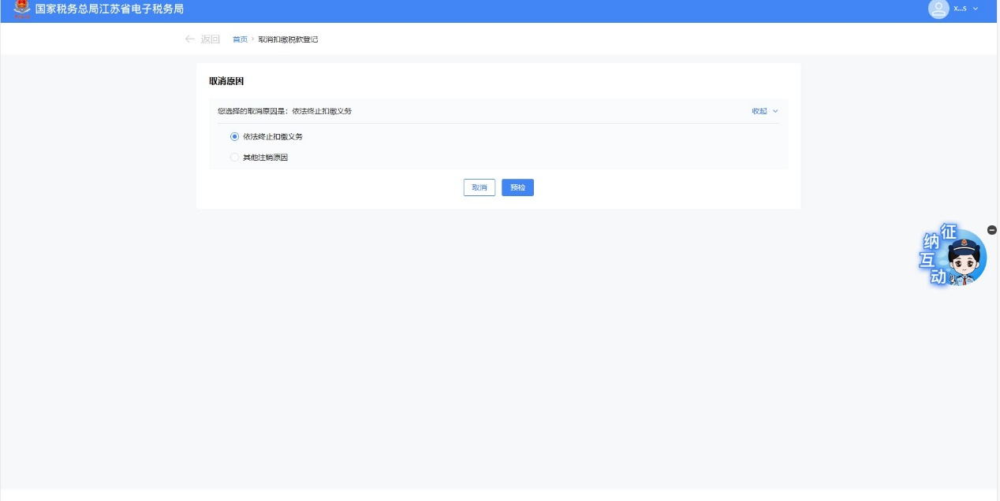 国家税务总局江苏省电子税务局
x...s
返回 首页 取消扣缴税款登记
取消原因
您选择的取消原因是：依法终止扣缴义务 收起
依法终止扣缴义务
其他注销原因
取消 预检
征纳互动